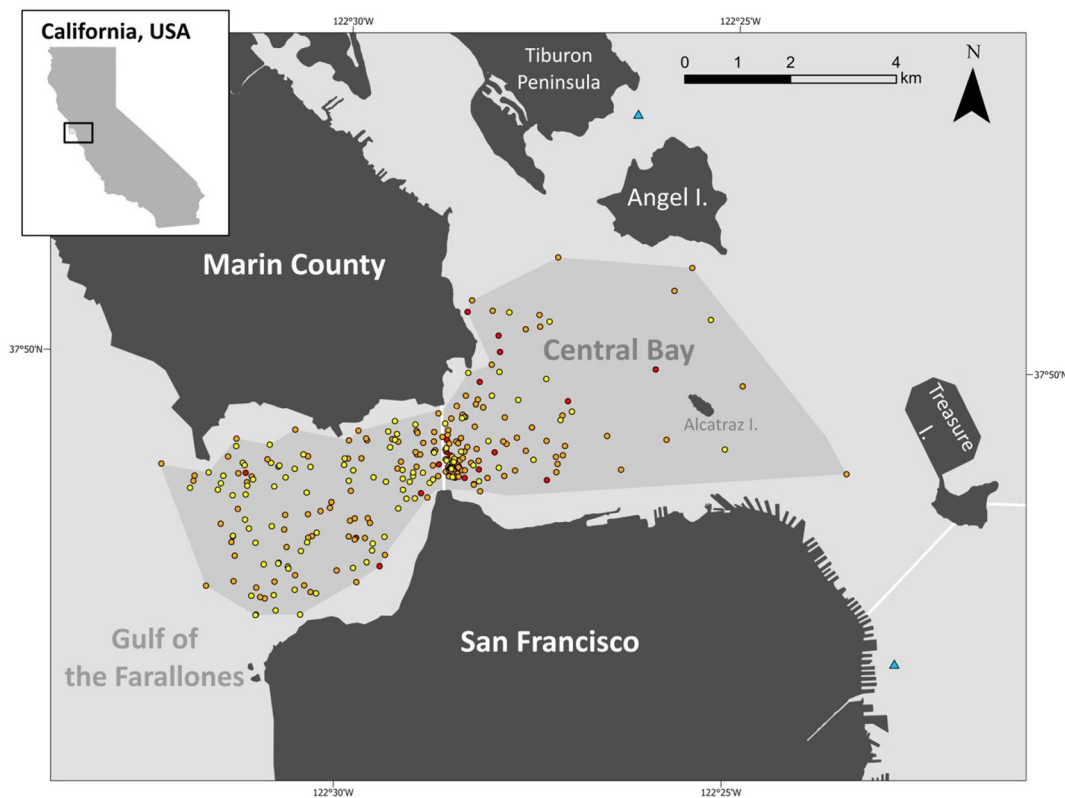 California, USA
122°30'W
122°25'W
Tiburon
Peninsula
0 1 2 4
km
N
Angel I.
Marin County
37°50'N
Central Bay
37°50'N
Alcatraz I.
Treasure
I.
San Francisco
Gulf of
the Farallones
122°30'W
122°25'W